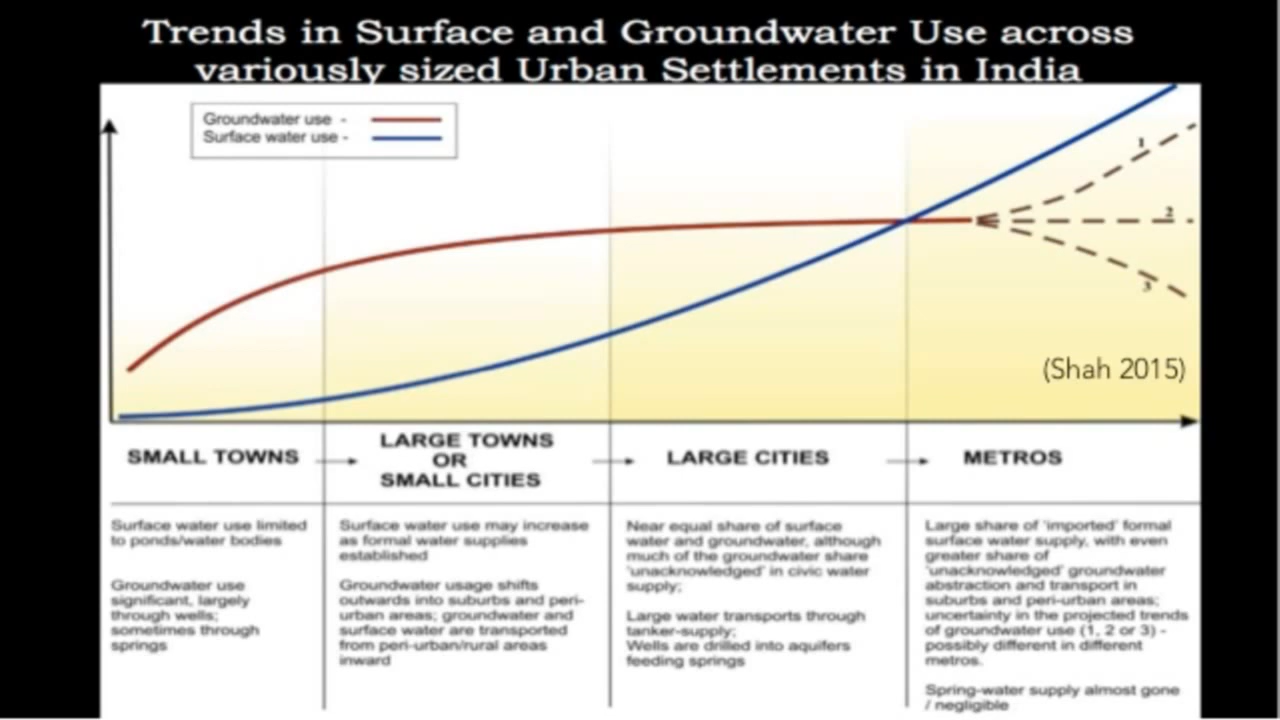 Trends in Surface and Groundwater Use across
variously sized Urban Settlements in India
Groundwater use -
Surface water use -
1
2
3
(Shah 2015)
SMALL TOWNS
LARGE TOWNS
OR
SMALL CITIES
LARGE CITIES
METROS
Surface water use limited
to ponds/water bodies
Groundwater use
significant, largely
through wells;
sometimes through
springs
Surface water use may increase
as formal water supplies
established
Groundwater usage shifts
outwards into suburbs and peri-
urban areas; groundwater and
surface water are transported
from peri-urban/rural areas
inward
Near equal share of surface
water and groundwater, although
much of the groundwater share
'unacknowledged' in civic water
supply;
Large water transports through
tanker-supply;
Wells are drilled into aquifers
feeding springs
Large share of 'imported' formal
surface water supply, with even
greater share of
'unacknowledged' groundwater
abstraction and transport in
suburbs and peri-urban areas;
uncertainty in the projected trends
of groundwater use (1, 2 or 3) -
possibly different in different
metros.
Spring-water supply almost gone
/ negligible